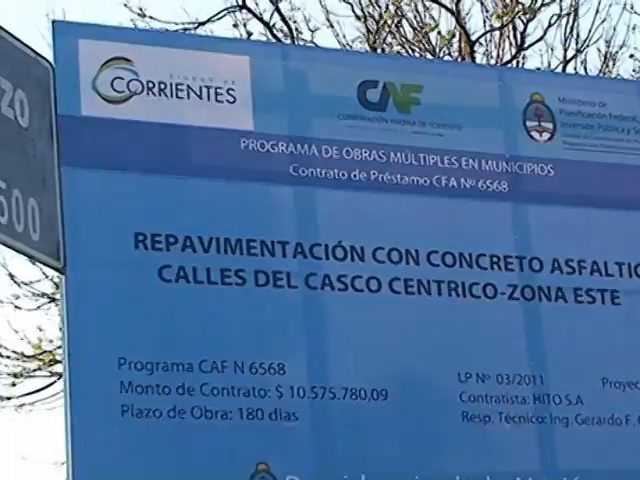 ZO
500
CIUDAD DE
CORRIENTES
CAF
CORPORACIÓN ANDINA DE FOMENTO
Ministerio de
Planificación Federal,
Inversión Pública y S
PROGRAMA DE OBRAS MÚLTIPLES EN MUNICIPIOS
Contrato de Préstamo CFA Nº 6568
REPAVIMENTACIÓN CON CONCRETO ASFALTIC
CALLES DEL CASCO CENTRICO-ZONA ESTE
Programa CAF N 6568
Monto de Contrato: $ 10.575.780,09
Plazo de Obra: 180 dias
LP Nº 03/2011
Proyec
Contratista: HITO S.A
Resp. Técnico: Ing. Gerardo F.